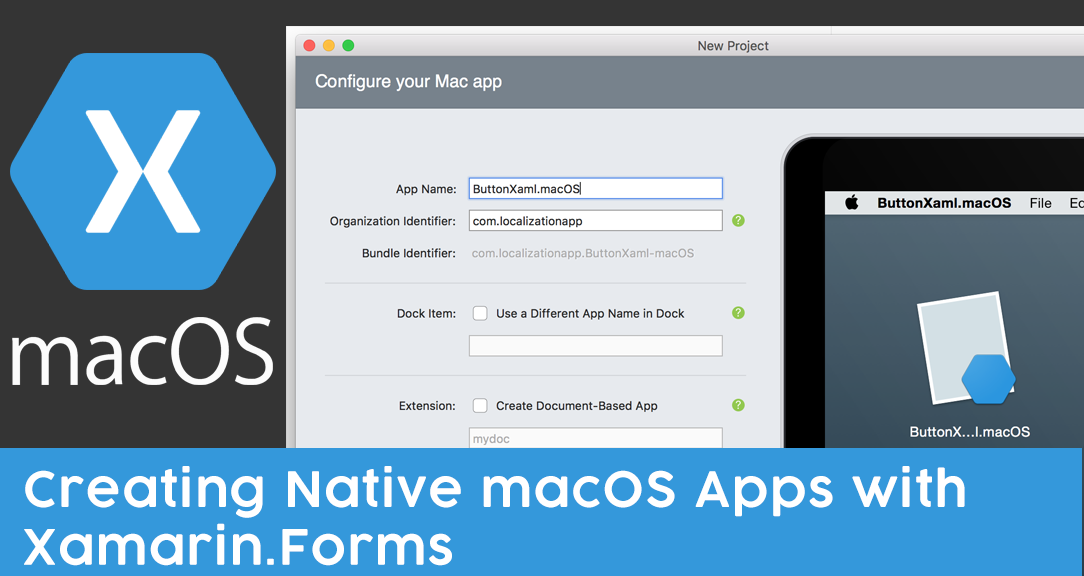 X
macOS
New Project
Configure your Mac app
App Name: ButtonXaml.macOS
Organization Identifier: com.localizationapp ?
Bundle Identifier: com.localizationapp.ButtonXaml-macOS
Dock Item: Use a Different App Name in Dock ?
Extension: Create Document-Based App ?
mydoc
ButtonXaml.macOS File
ButtonX...l.macOS
Creating Native macOS Apps with
Xamarin.Forms